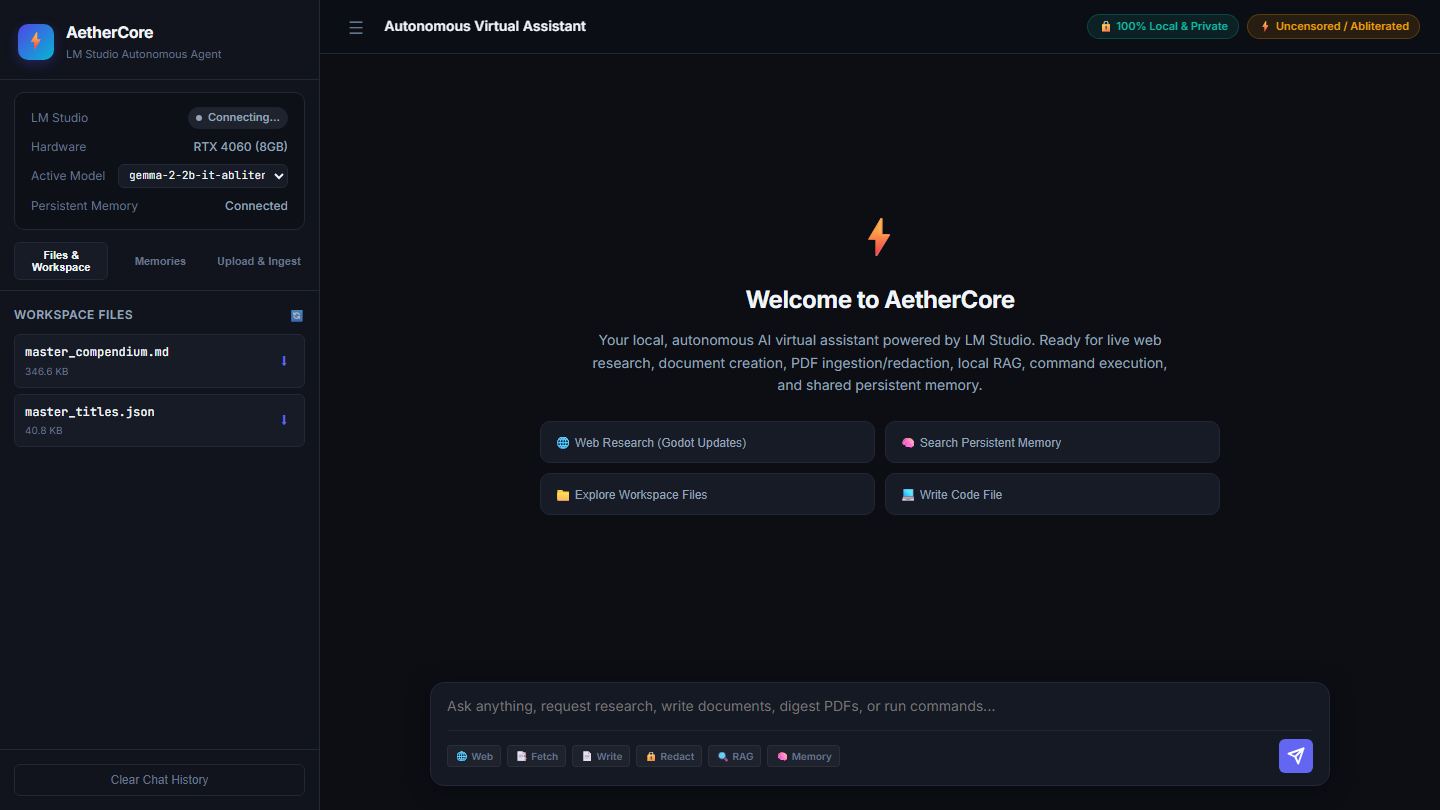 AetherCore
LM Studio Autonomous Agent
LM Studio
Connecting...
Hardware
RTX 4060 (8GB)
Active Model
gemma-2-2b-it-abliter
Persistent Memory
Connected
Files &
Workspace
Memories
Upload & Ingest
WORKSPACE FILES
master_compendium.md
346.6 KB
master_titles.json
40.8 KB
Clear Chat History
Autonomous Virtual Assistant
100% Local & Private
Uncensored / Abliterated
Welcome to AetherCore
Your local, autonomous AI virtual assistant powered by LM Studio. Ready for live web
research, document creation, PDF ingestion/redaction, local RAG, command execution,
and shared persistent memory.
Web Research (Godot Updates)
Search Persistent Memory
Explore Workspace Files
Write Code File
Ask anything, request research, write documents, digest PDFs, or run commands...
Web
Fetch
Write
Redact
RAG
Memory